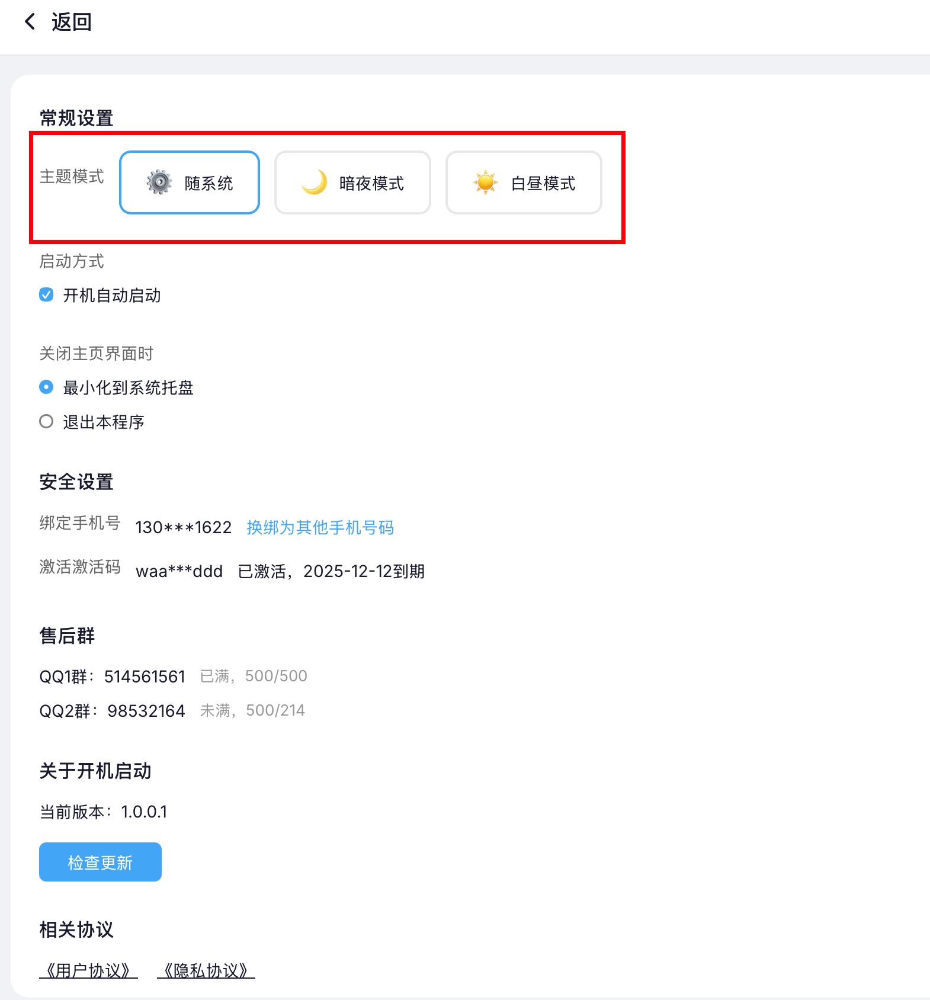 返回
常规设置
主题模式 随系统 暗夜模式 白昼模式
启动方式
开机自动启动
关闭主页界面时
最小化到系统托盘
退出本程序
安全设置
绑定手机号 130***1622 换绑为其他手机号码
激活激活码 waa***ddd 已激活，2025-12-12到期
售后群
QQ1群：514561561 已满，500/500
QQ2群：98532164 未满，500/214
关于开机启动
当前版本：1.0.0.1
检查更新
相关协议
《用户协议》 《隐私协议》